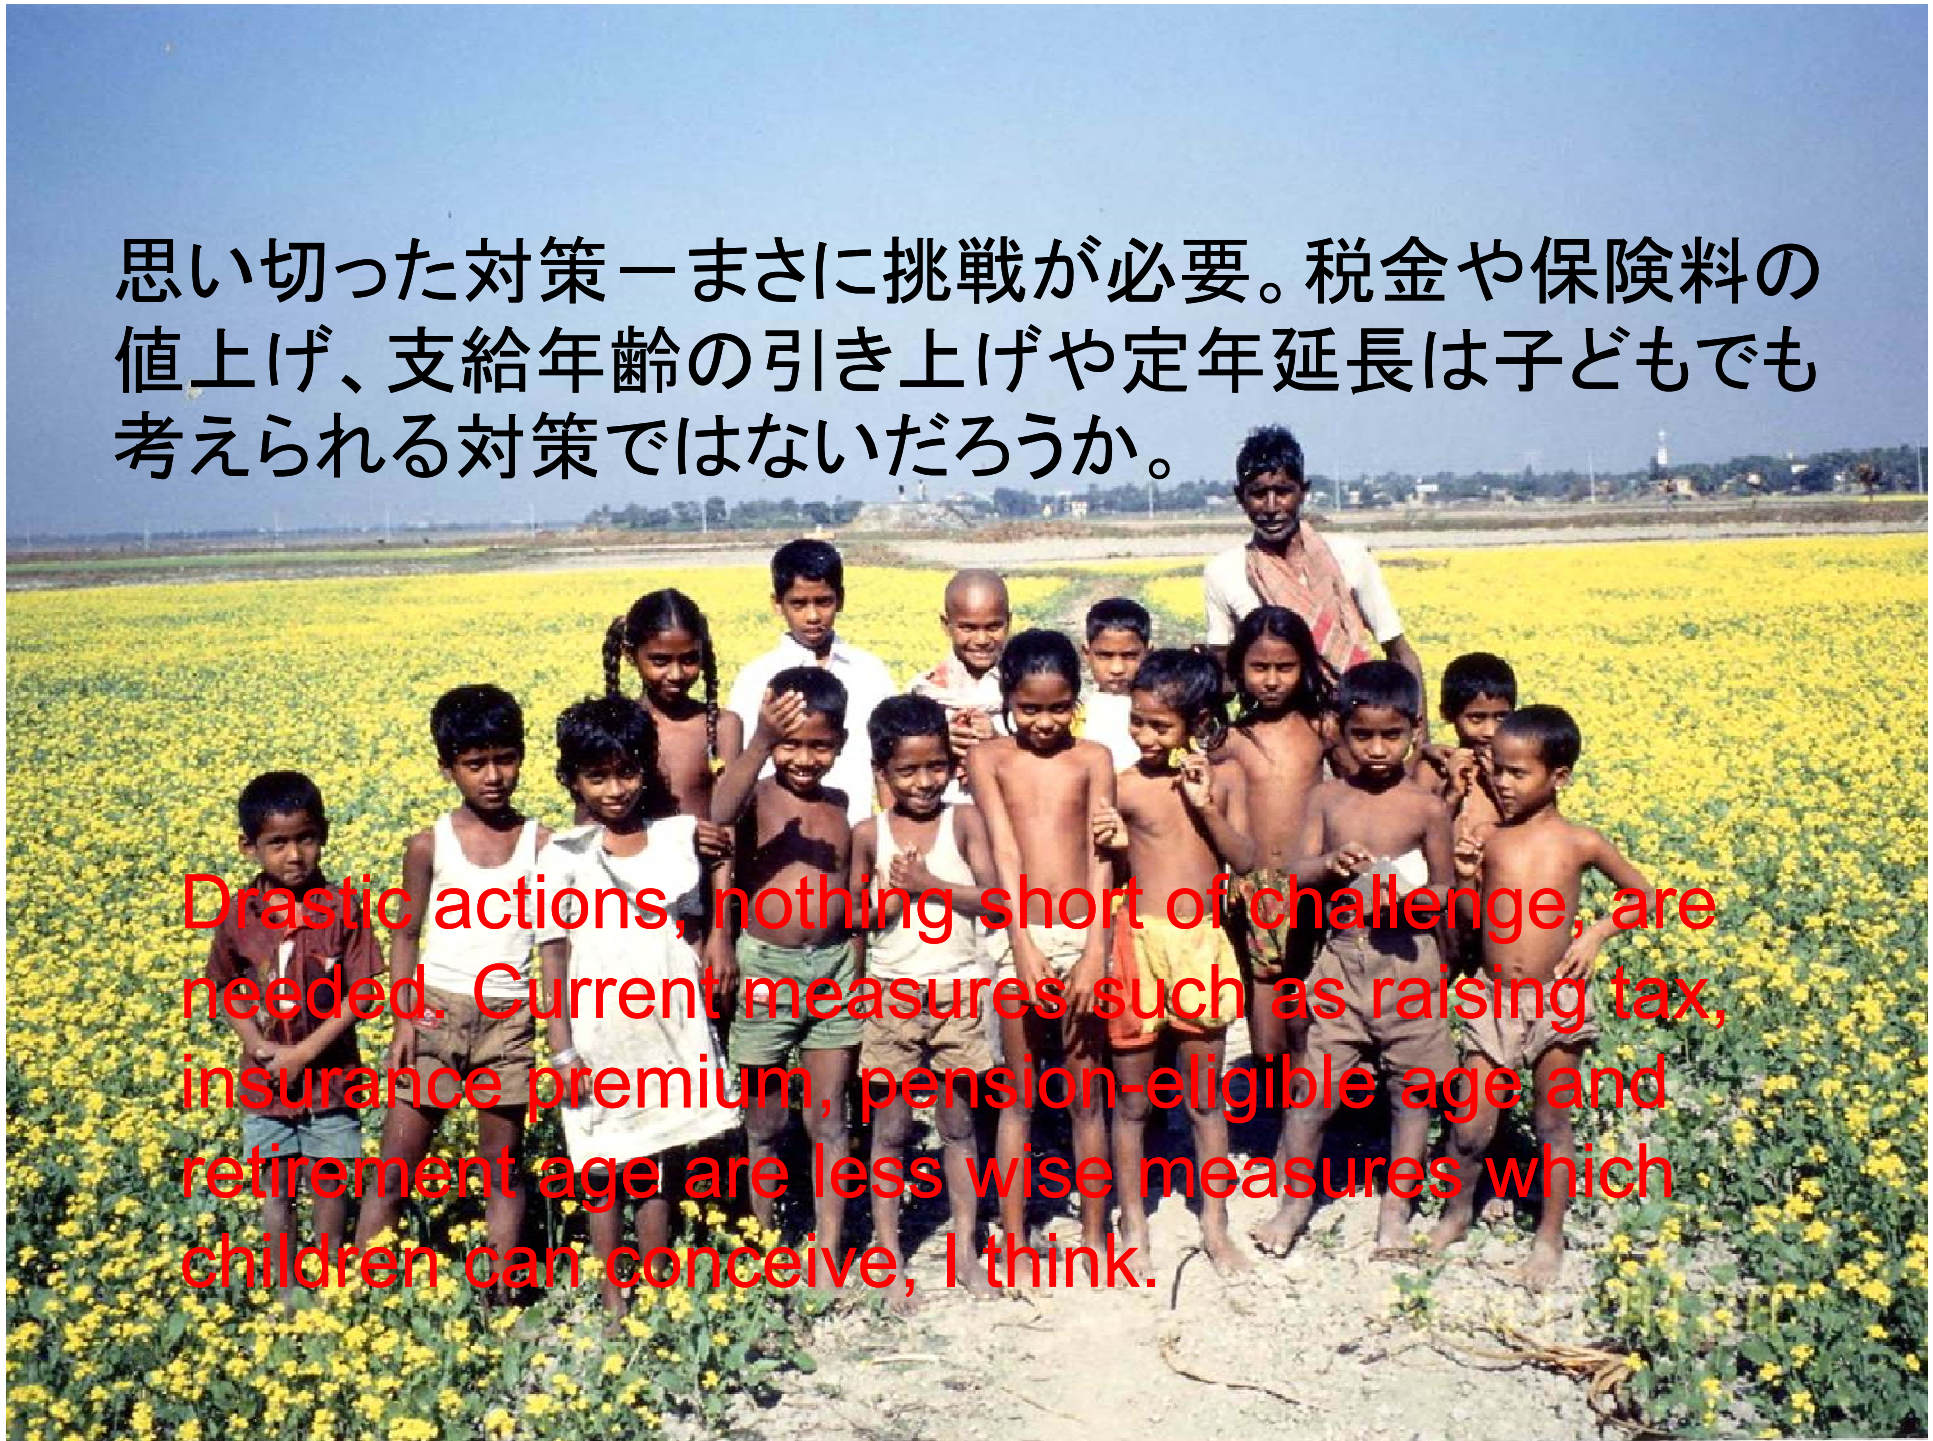 思い切った対策－まさに挑戦が必要。税金や保険料の
値上げ、支給年齢の引き上げや定年延長は子どもでも
考えられる対策ではないだろうか。
Drastic actions, nothing short of challenge, are
needed. Current measures such as raising tax,
insurance premium, pension-eligible age and
retirement age are less wise measures which
children can conceive, I think.